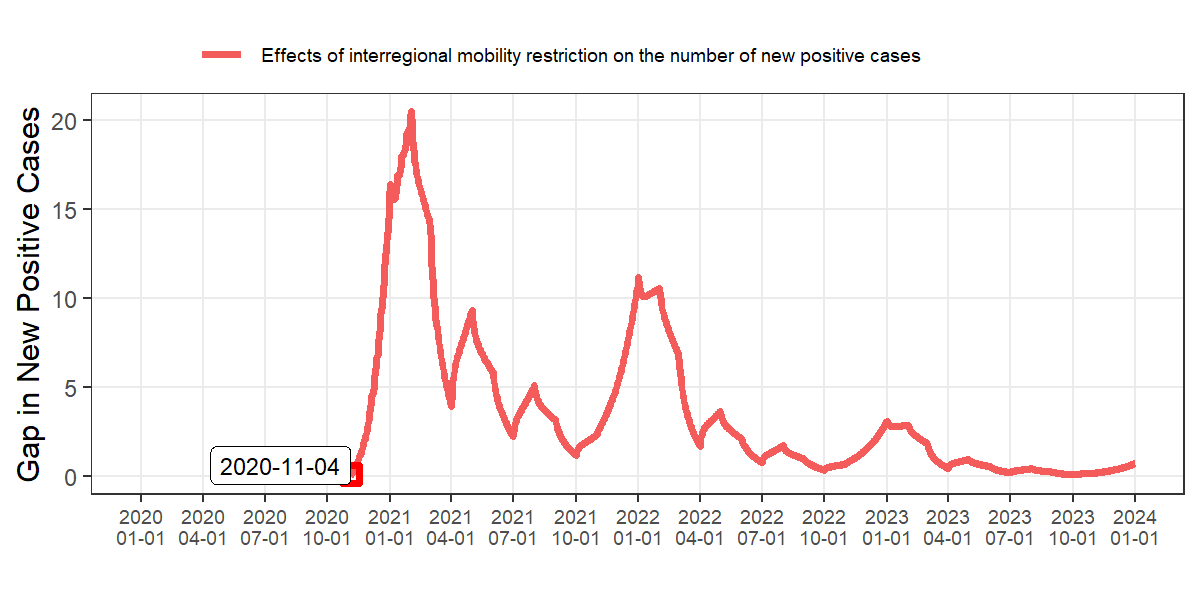 Effects of interregional mobility restriction on the number of new positive cases
Gap in New Positive Cases
20
15
10
5
0
2020-11-04
2020 2020 2020 2020 2021 2021 2021 2021 2022 2022 2022 2022 2023 2023 2023 2023 2024
01-01 04-01 07-01 10-01 01-01 04-01 07-01 10-01 01-01 04-01 07-01 10-01 01-01 04-01 07-01 10-01 01-01